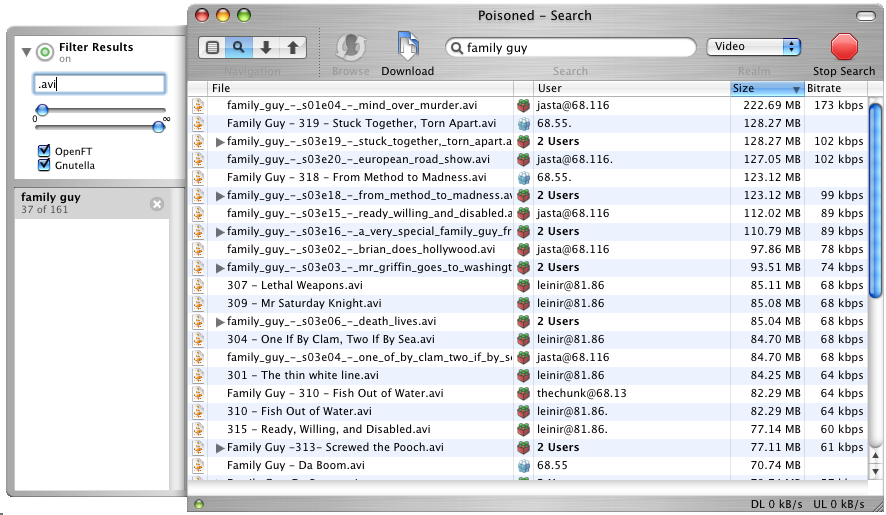 Poisoned – Search
Filter Results
on
.avi
0 ∞
OpenFT
Gnutella
family guy
37 of 161
Navigation Browse Download family guy Search Video Realm Stop Search
File User Size Bitrate
family_guy_-_s01e04_-_mind_over_murder.avi jasta@68.116 222.69 MB 173 kbps
Family Guy - 319 - Stuck Together, Torn Apart.avi 68.55. 128.27 MB
family_guy_-_s03e19_-_stuck_together,_torn_apart.a 2 Users 128.27 MB 102 kbps
family_guy_-_s03e20_-_european_road_show.avi jasta@68.116. 127.05 MB 102 kbps
Family Guy - 318 - From Method to Madness.avi 68.55. 123.12 MB
family_guy_-_s03e18_-_from_method_to_madness.av 2 Users 123.12 MB 99 kbps
family_guy_-_s03e15_-_ready_willing_and_disabled.a jasta@68.116 112.02 MB 89 kbps
family_guy_-_s03e16_-_a_very_special_family_guy_fr 2 Users 110.79 MB 89 kbps
family_guy_-_s03e02_-_brian_does_hollywood.avi jasta@68.116 97.86 MB 78 kbps
family_guy_-_s03e03_-_mr_griffin_goes_to_washingt 2 Users 93.51 MB 74 kbps
307 - Lethal Weapons.avi leinir@81.86 85.11 MB 68 kbps
309 - Mr Saturday Knight.avi leinir@81.86 85.08 MB 68 kbps
family_guy_-_s03e06_-_death_lives.avi 2 Users 85.04 MB 68 kbps
304 - One If By Clam, Two If By Sea.avi leinir@81.86 84.70 MB 68 kbps
family_guy_-_s03e04_-_one_of_by_clam_two_if_by_se jasta@68.116 84.70 MB 68 kbps
301 - The thin white line.avi leinir@81.86 84.25 MB 64 kbps
Family Guy - 310 - Fish Out of Water.avi thechunk@68.13 82.29 MB 64 kbps
310 - Fish Out of Water.avi leinir@81.86. 82.29 MB 64 kbps
315 - Ready, Willing, and Disabled.avi leinir@81.86. 77.14 MB 60 kbps
Family Guy -313- Screwed the Pooch.avi 2 Users 77.11 MB 61 kbps
Family Guy - Da Boom.avi 68.55 70.74 MB
DL 0 kB/s UL 0 kB/s